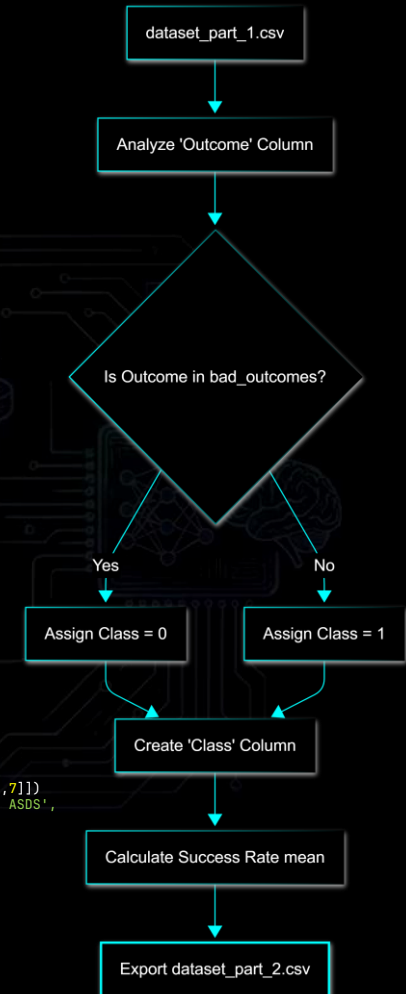 dataset_part_1.csv
Analyze 'Outcome' Column
Is Outcome in bad_outcomes?
Yes
No
Assign Class = 0
Assign Class = 1
Create 'Class' Column
,7]])
ASDS',
Calculate Success Rate mean
Export dataset_part_2.csv